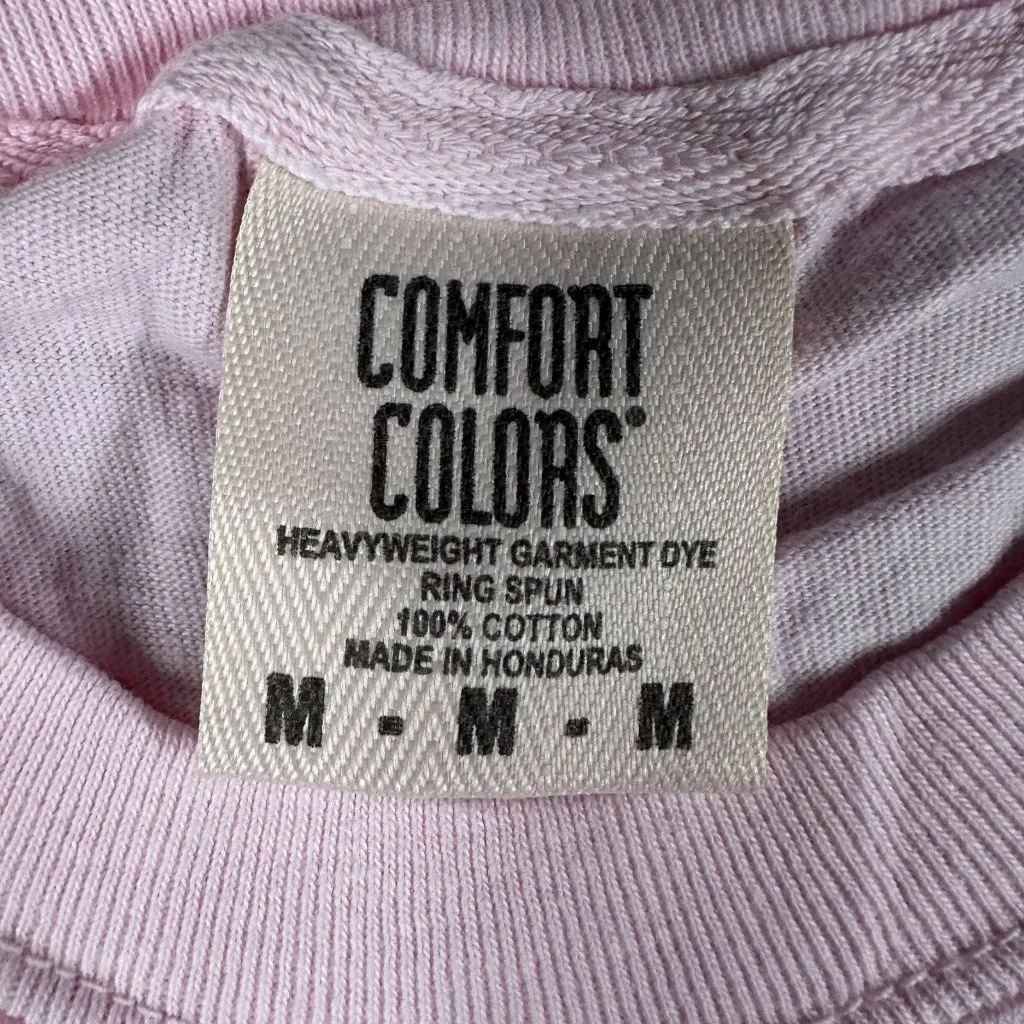 COMFORT
COLORS®
HEAVYWEIGHT GARMENT DYE
RING SPUN
100% COTTON
MADE IN HONDURAS
M - M - M